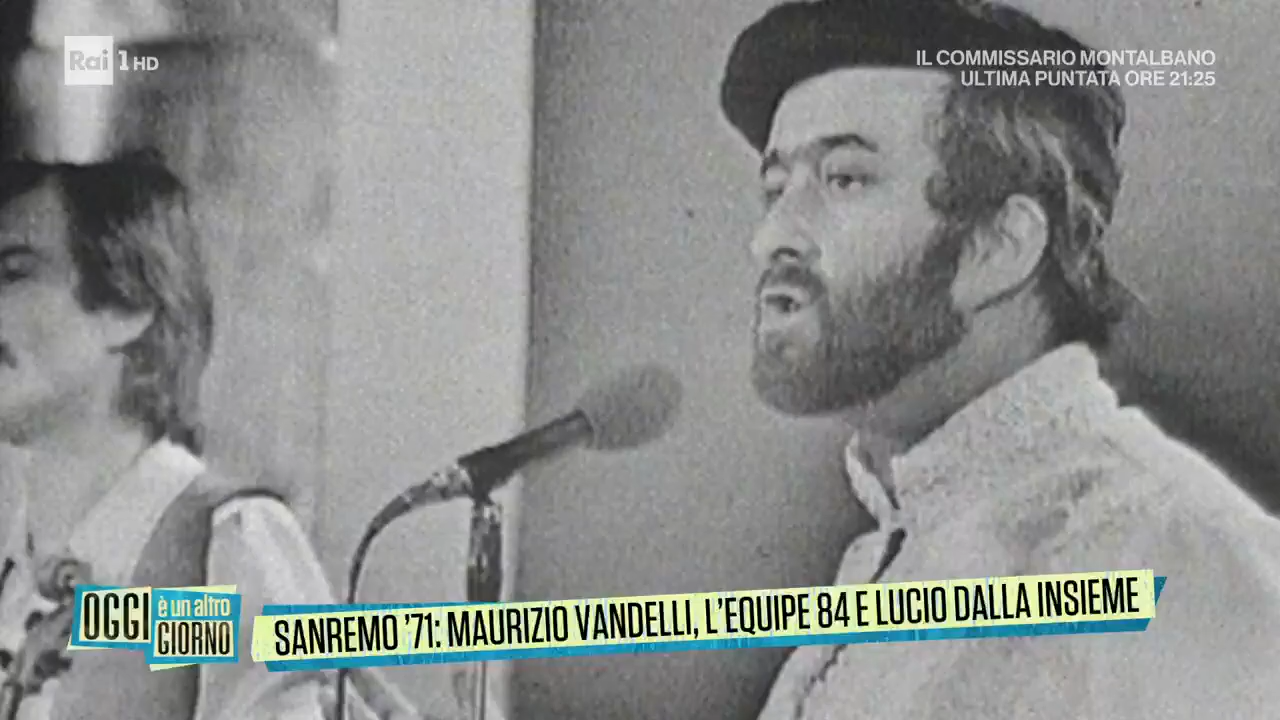 Rai 1 HD
IL COMMISSARIO MONTALBANO
ULTIMA PUNTATA ORE 21:25
OGGI è un altro GIORNO
SANREMO '71: MAURIZIO VANDELLI, L'EQUIPE 84 E LUCIO DALLA INSIEME